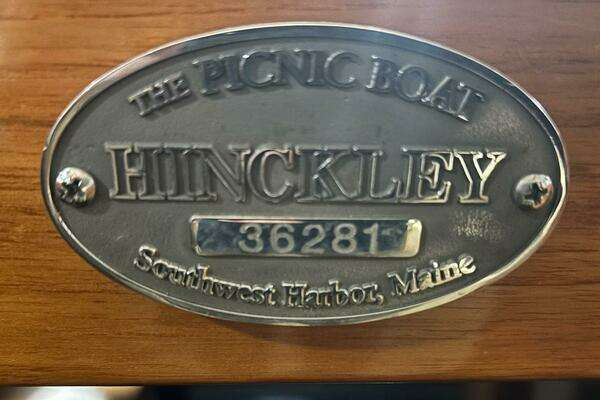 THE PICNIC BOAT
HINCKLEY
36281
Southwest Harbor, Maine